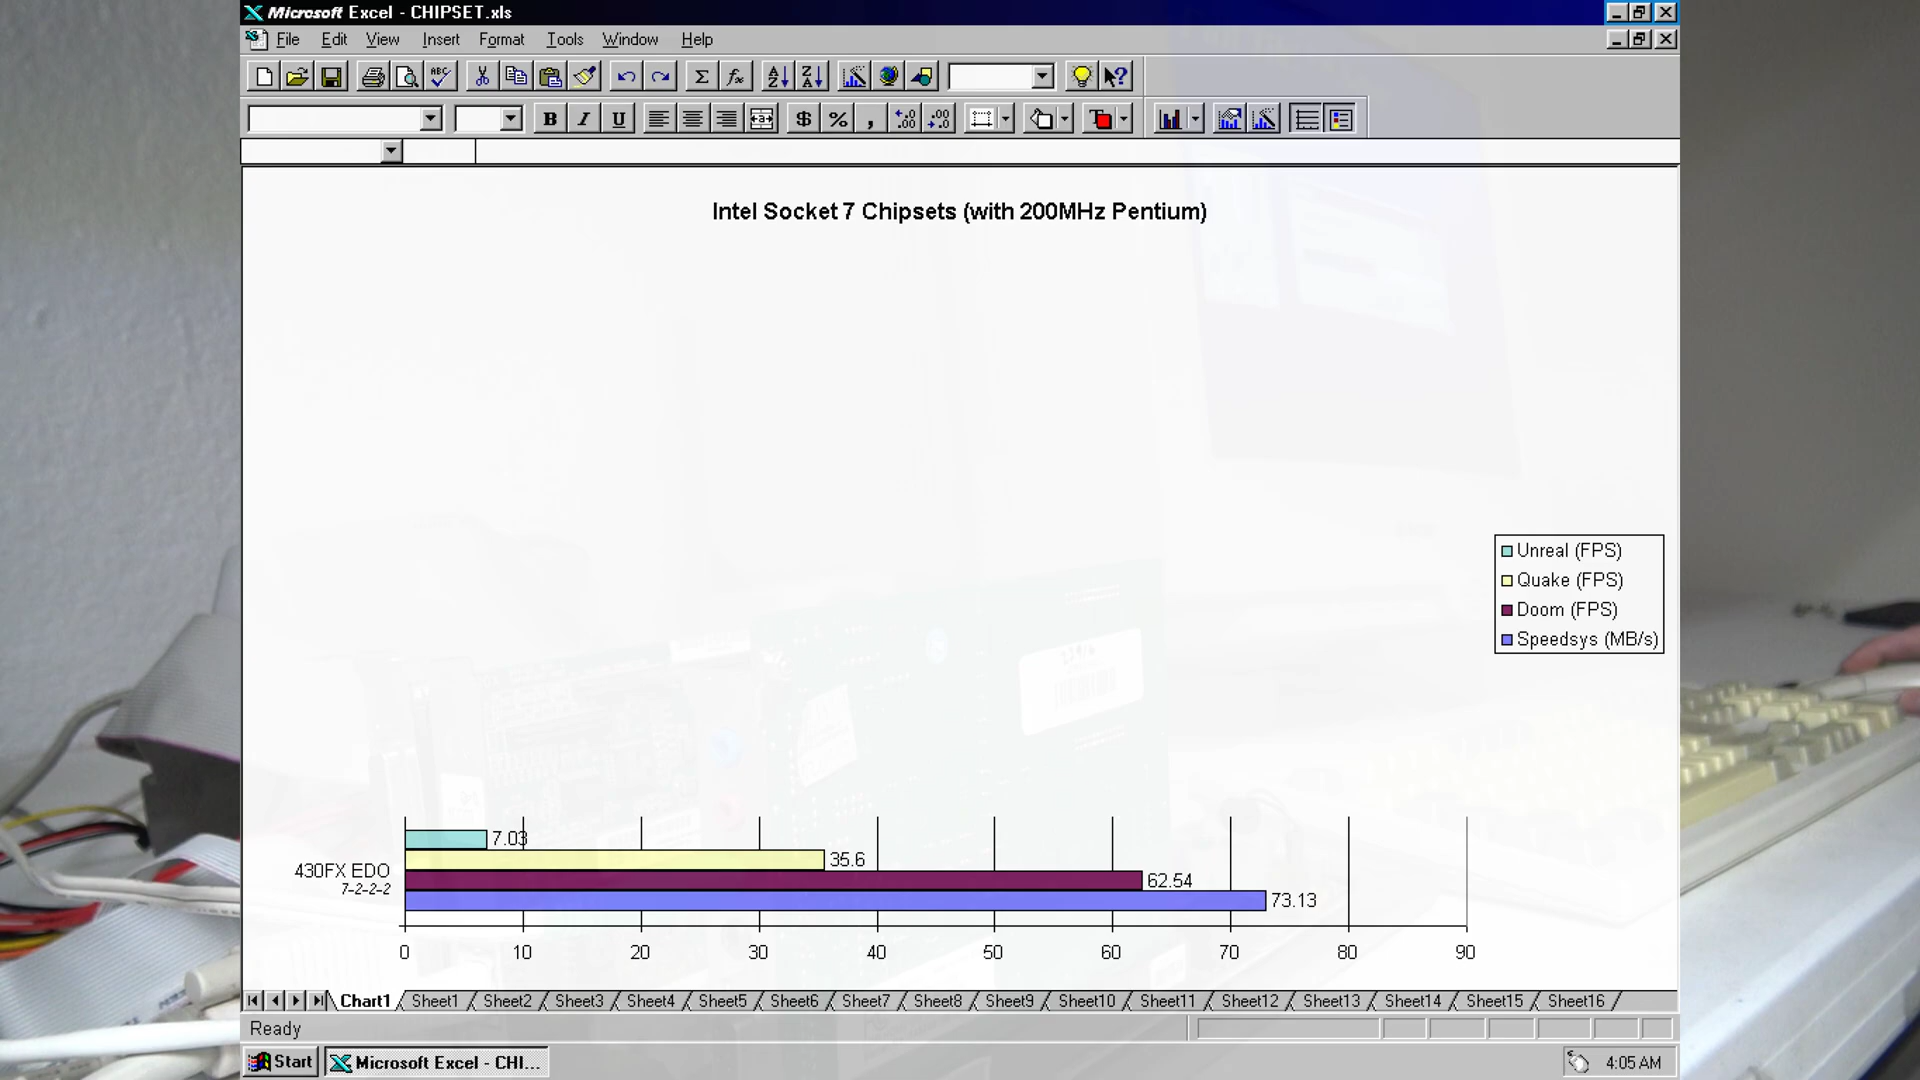 Microsoft Excel - CHIPSET.xls
File Edit View Insert Format Tools Window Help
Intel Socket 7 Chipsets (with 200MHz Pentium)
Unreal (FPS)
Quake (FPS)
Doom (FPS)
Speedsys (MB/s)
7.03
35.6
430FX EDO
7-2-2-2
62.54
73.13
0 10 20 30 40 50 60 70 80 90
Chart1 Sheet1 Sheet2 Sheet3 Sheet4 Sheet5 Sheet6 Sheet7 Sheet8 Sheet9 Sheet10 Sheet11 Sheet12 Sheet13 Sheet14 Sheet15 Sheet16
Ready
Start Microsoft Excel - CHI... 4:05 AM